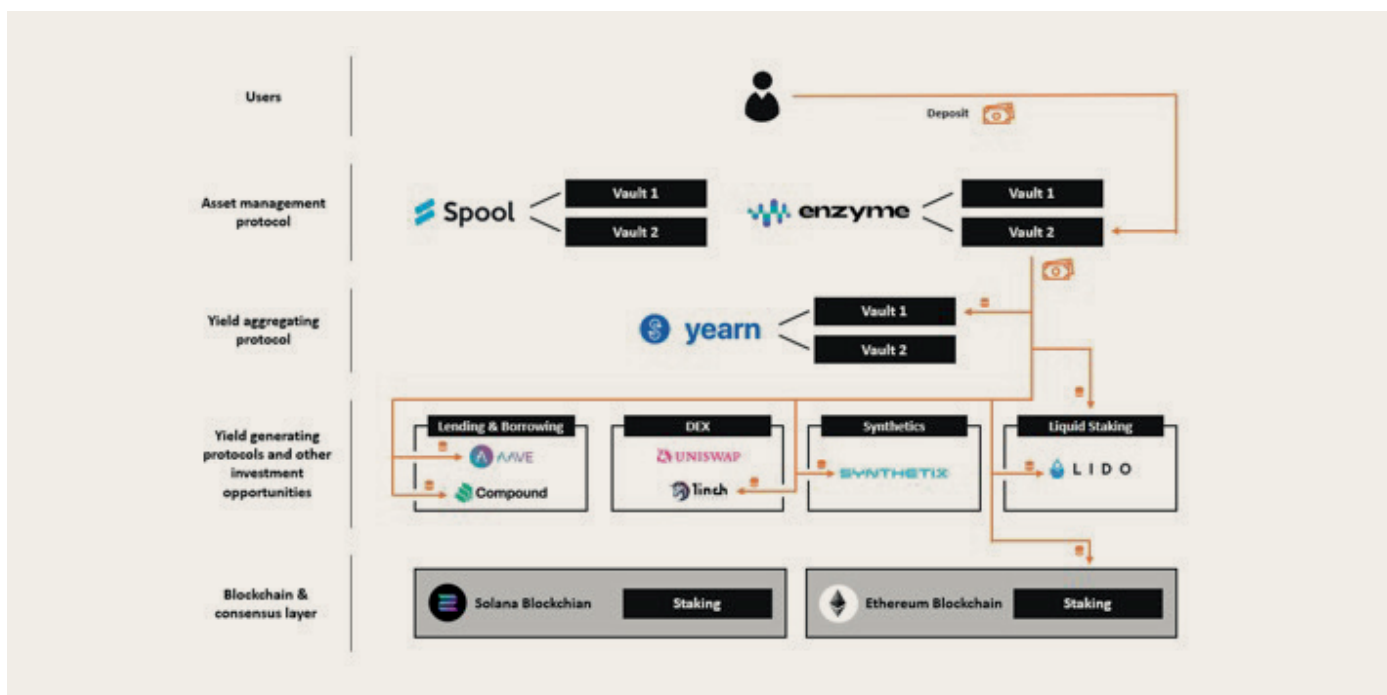 Users
Deposit
Asset management
protocol
Spool
Vault 1
Vault 2
enzyme
Vault 1
Vault 2
Yield aggregating
protocol
yearn
Vault 1
Vault 2
Yield generating
protocols and other
investment
opportunities
Lending & Borrowing
AAVE
Compound
DEX
UNISWAP
1inch
Synthetics
SYNTHETIX
Liquid Staking
LIDO
Blockchain &
consensus layer
Solana Blockchian
Staking
Ethereum Blockchain
Staking